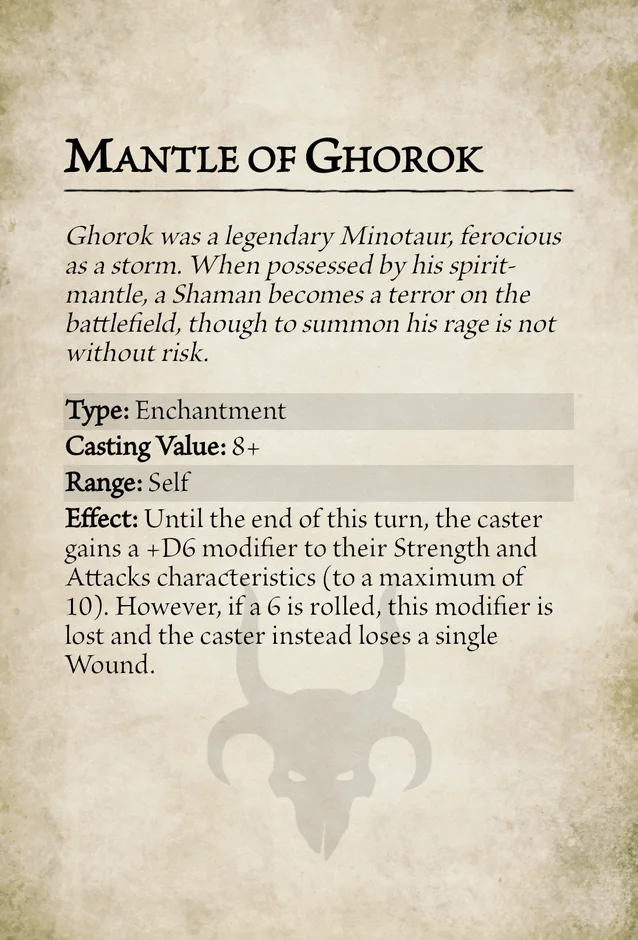 Mantle of Ghorok
Ghorok was a legendary Minotaur, ferocious
as a storm. When possessed by his spirit-
mantle, a Shaman becomes a terror on the
battlefield, though to summon his rage is not
without risk.
Type: Enchantment
Casting Value: 8+
Range: Self
Effect: Until the end of this turn, the caster
gains a +D6 modifier to their Strength and
Attacks characteristics (to a maximum of
10). However, if a 6 is rolled, this modifier is
lost and the caster instead loses a single
Wound.